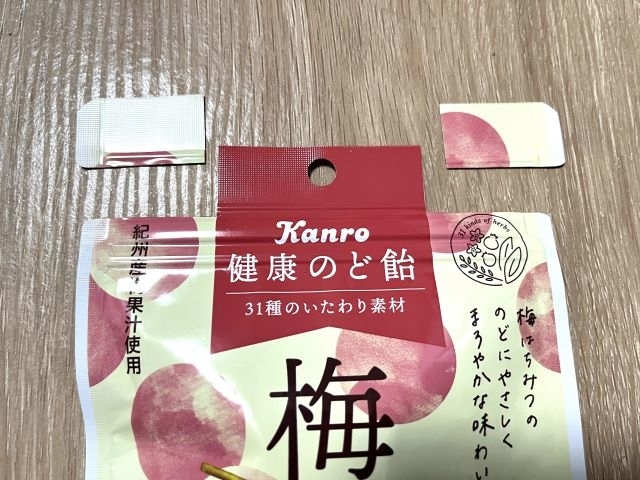 Kanro
健康のど飴
31種のいたわり素材
梅
紀州産梅果汁使用
31 kinds of herbs
梅はちみつの
のどにやさしく
まろやかな味わい